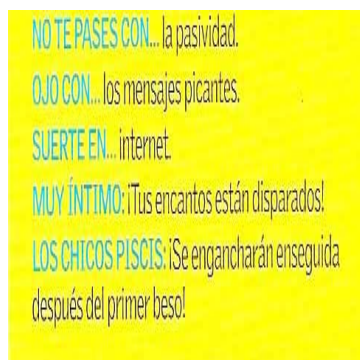 NO TE PASES CON... la pasividad.
OJO CON... los mensajes picantes.
SUERTE EN... internet.
MUY ÍNTIMO: ¡Tus encantos están disparados!
LOS CHICOS PISCIS: ¡Se engancharán enseguida
después del primer beso!